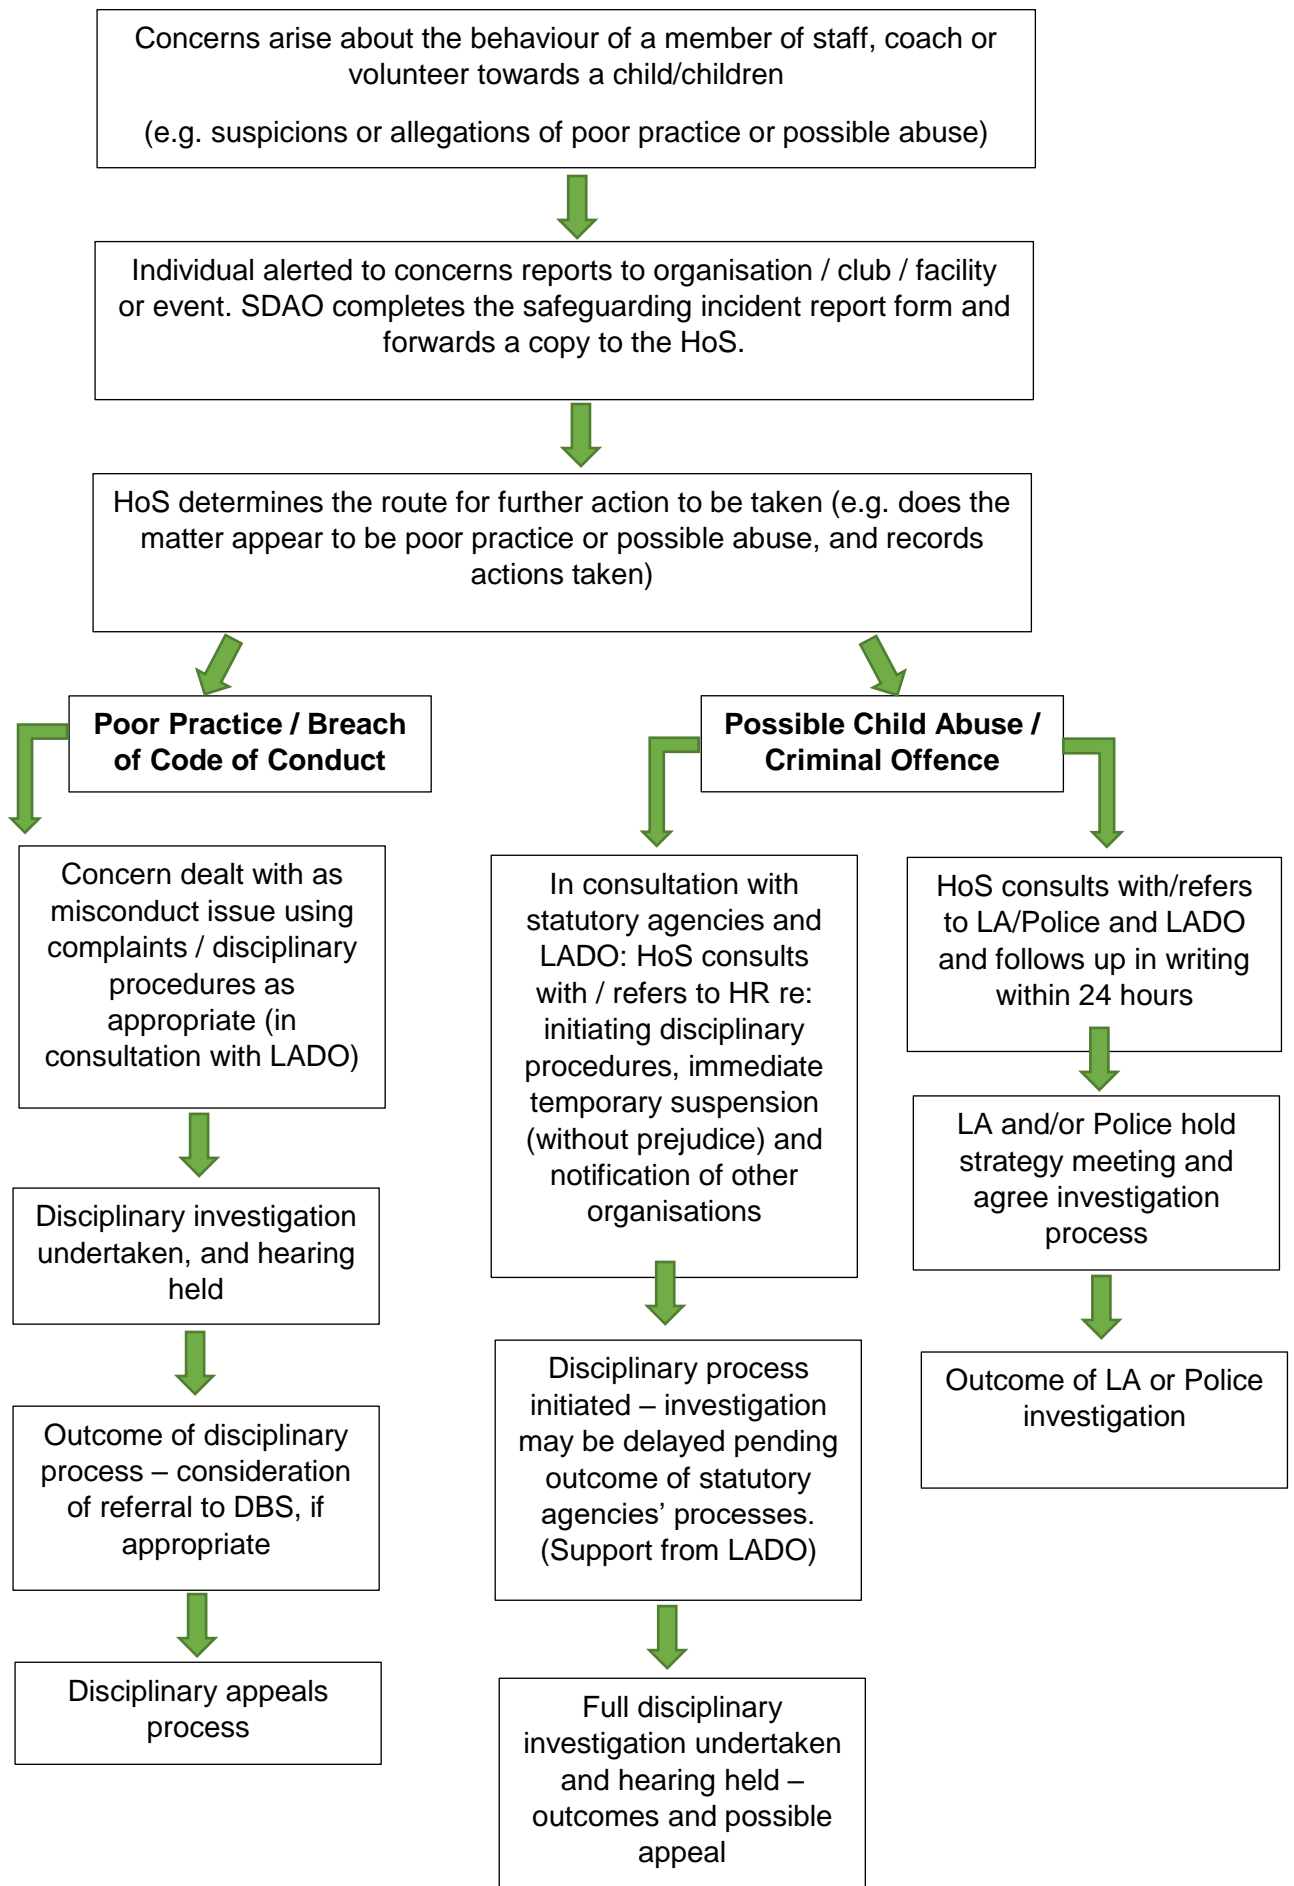 Concerns arise about the behaviour of a member of staff, coach or
volunteer towards a child/children
(e.g. suspicions or allegations of poor practice or possible abuse)
Individual alerted to concerns reports to organisation / club / facility
or event. SDAO completes the safeguarding incident report form and
forwards a copy to the HoS.
HoS determines the route for further action to be taken (e.g. does the
matter appear to be poor practice or possible abuse, and records
actions taken)
Poor Practice / Breach
of Code of Conduct
Concern dealt with as
misconduct issue using
complaints / disciplinary
procedures as
appropriate (in
consultation with LADO)
Disciplinary investigation
undertaken, and hearing
held
Outcome of disciplinary
process – consideration
of referral to DBS, if
appropriate
Disciplinary appeals
process
Possible Child Abuse /
Criminal Offence
In consultation with
statutory agencies and
LADO: HoS consults
with / refers to HR re:
initiating disciplinary
procedures, immediate
temporary suspension
(without prejudice) and
notification of other
organisations
Disciplinary process
initiated – investigation
may be delayed pending
outcome of statutory
agencies’ processes.
(Support from LADO)
Full disciplinary
investigation undertaken
and hearing held –
outcomes and possible
appeal
HoS consults with/refers
to LA/Police and LADO
and follows up in writing
within 24 hours
LA and/or Police hold
strategy meeting and
agree investigation
process
Outcome of LA or Police
investigation